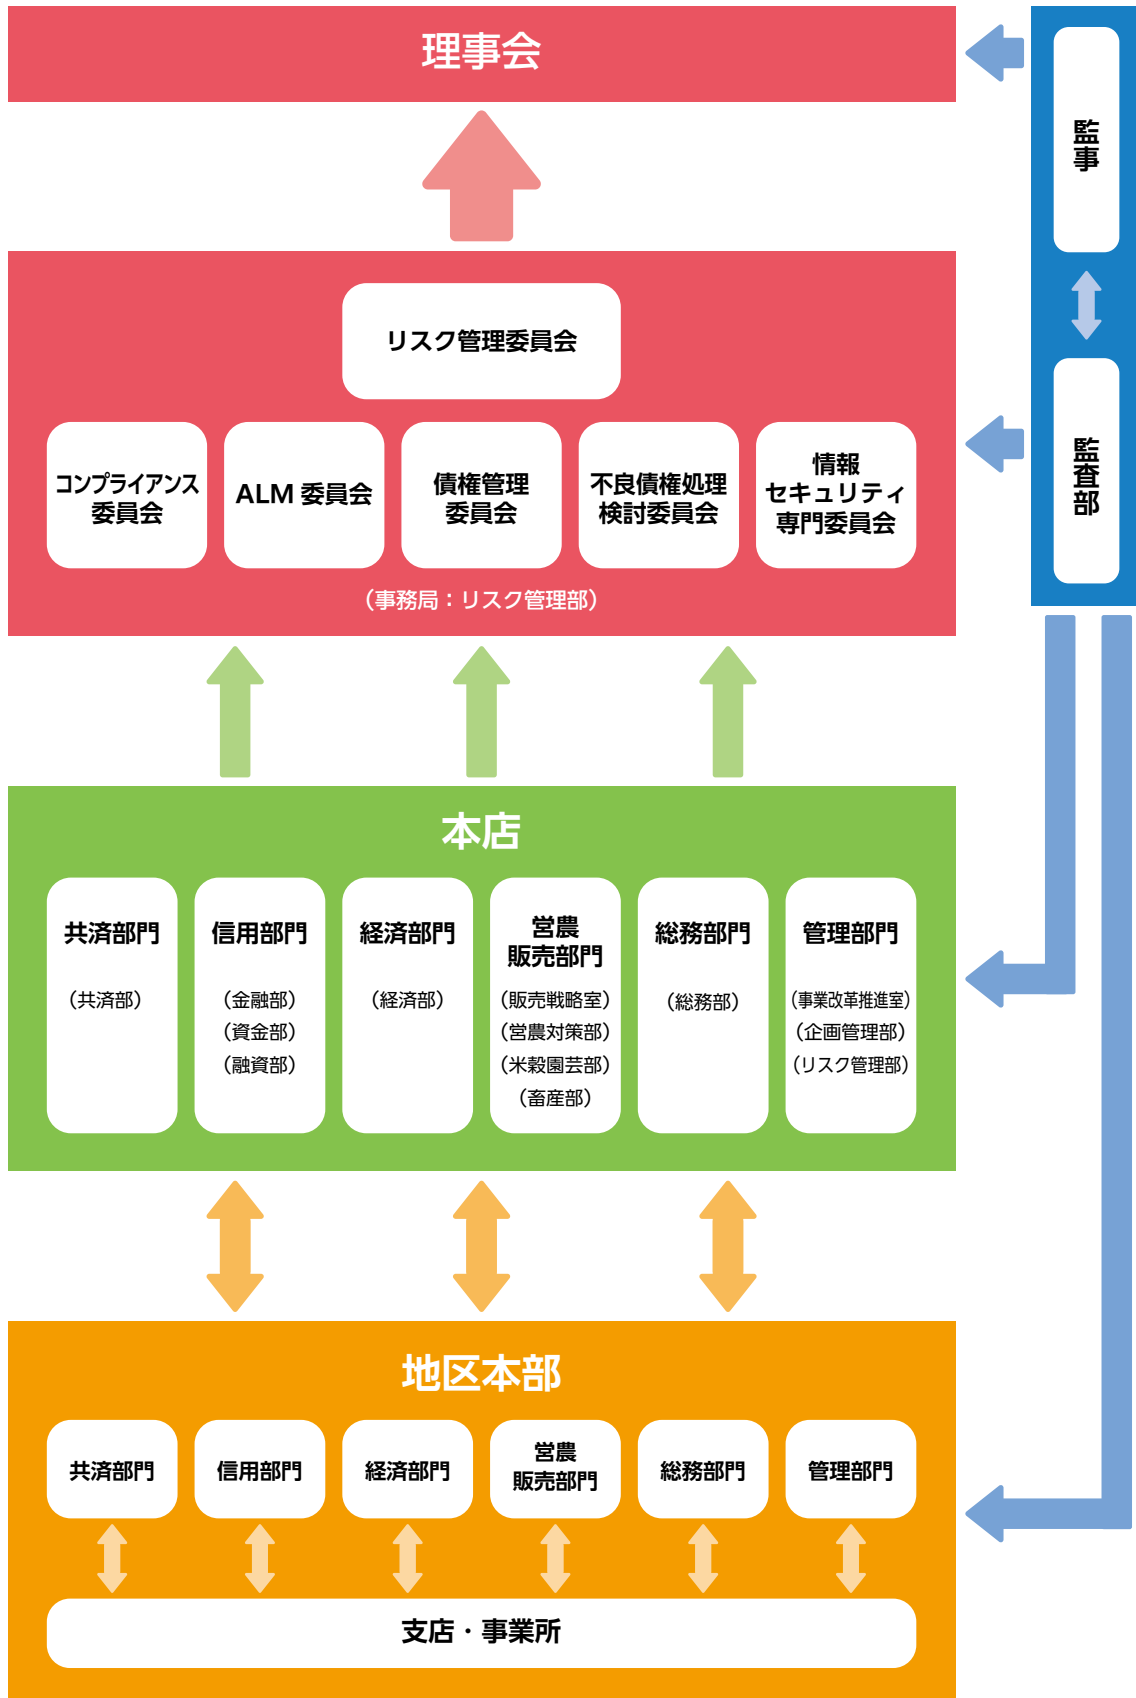 理事会
監事
リスク管理委員会
コンプライアンス
委員会
ALM 委員会
債権管理
委員会
不良債権処理
検討委員会
情報
セキュリティ
専門委員会
監査部
（事務局：リスク管理部）
本店
共済部門
（共済部）
信用部門
（金融部）
（資金部）
（融資部）
経済部門
（経済部）
営農
販売部門
（販売戦略室）
（営農対策部）
（米穀園芸部）
（畜産部）
総務部門
（総務部）
管理部門
（事業改革推進室）
（企画管理部）
（リスク管理部）
地区本部
共済部門
信用部門
経済部門
営農
販売部門
総務部門
管理部門
支店・事業所